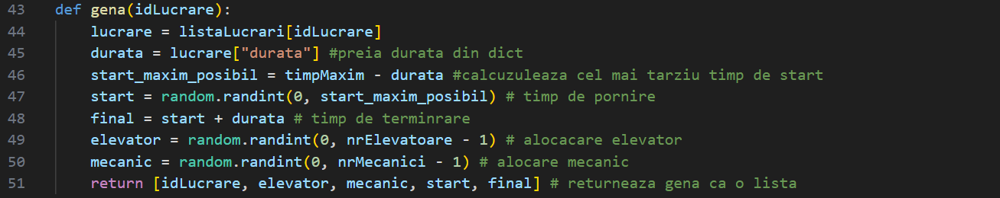 43 def gena(idLucrare):
44 lucrare = listaLucrari[idLucrare]
45 durata = lucrare["durata"] #preia durata din dict
46 start_maxim_posibil = timpMaxim - durata #calcuzuleaza cel mai tarziu timp de start
47 start = random.randint(0, start_maxim_posibil) # timp de pornire
48 final = start + durata # timp de terminrare
49 elevator = random.randint(0, nrElevatoare - 1) # alocacare elevator
50 mecanic = random.randint(0, nrMecanici - 1) # alocare mecanic
51 return [idLucrare, elevator, mecanic, start, final] # returneaza gena ca o lista